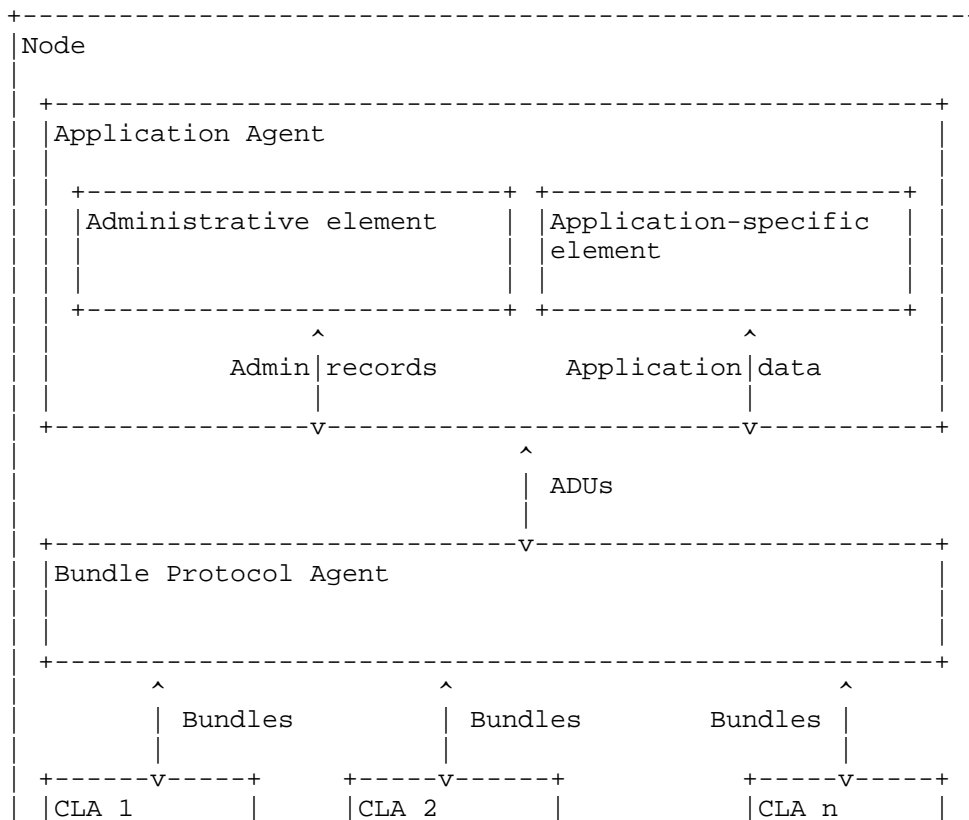 Node
Application Agent
Administrative element Application-specific
element
Admin records Application data
ADUs
Bundle Protocol Agent
Bundles Bundles Bundles
CLA 1 CLA 2 CLA n